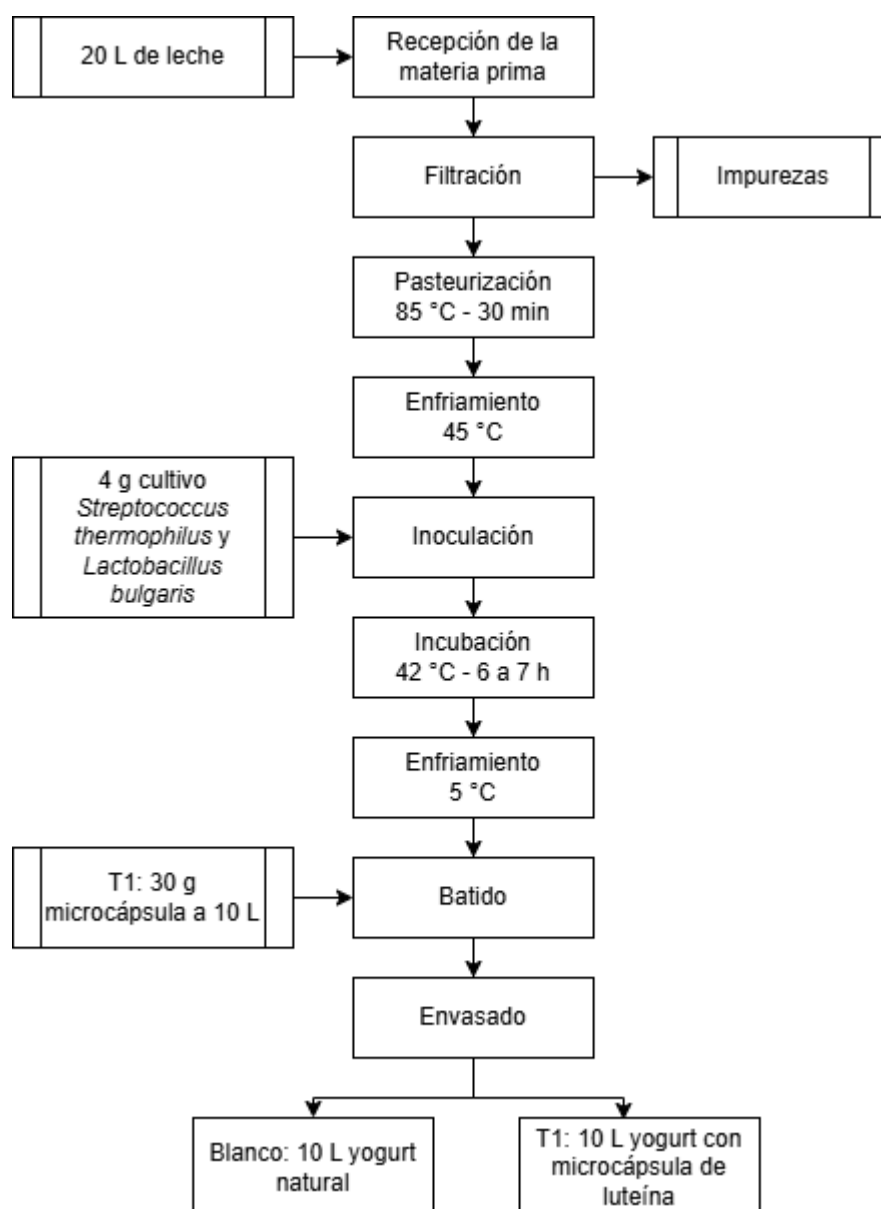 20 L de leche
Recepción de la
materia prima
Filtración
Impurezas
Pasteurización
85 °C - 30 min
Enfriamiento
45 °C
4 g cultivo
Streptococcus
thermophilus y
Lactobacillus
bulgaris
Inoculación
Incubación
42 °C - 6 a 7 h
Enfriamiento
5 °C
T1: 30 g
microcápsula a 10 L
Batido
Envasado
Blanco: 10 L yogurt
natural
T1: 10 L yogurt con
microcápsula de
luteína